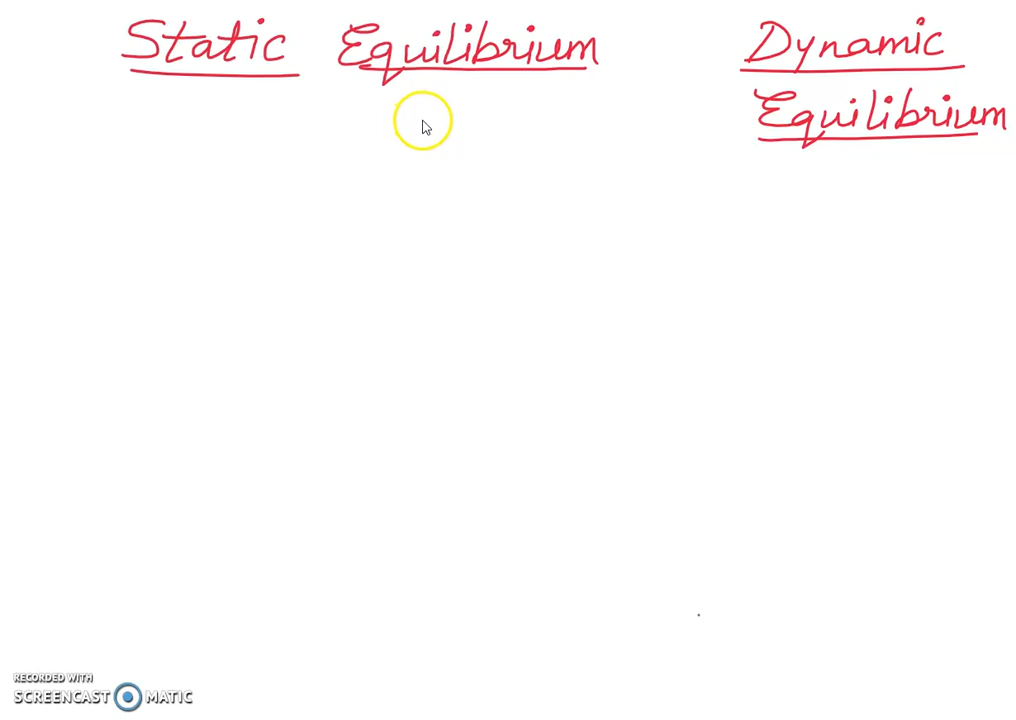 Static Equilibrium
Dynamic
Equilibrium
RECORDED WITH
SCREENCAST MATIC